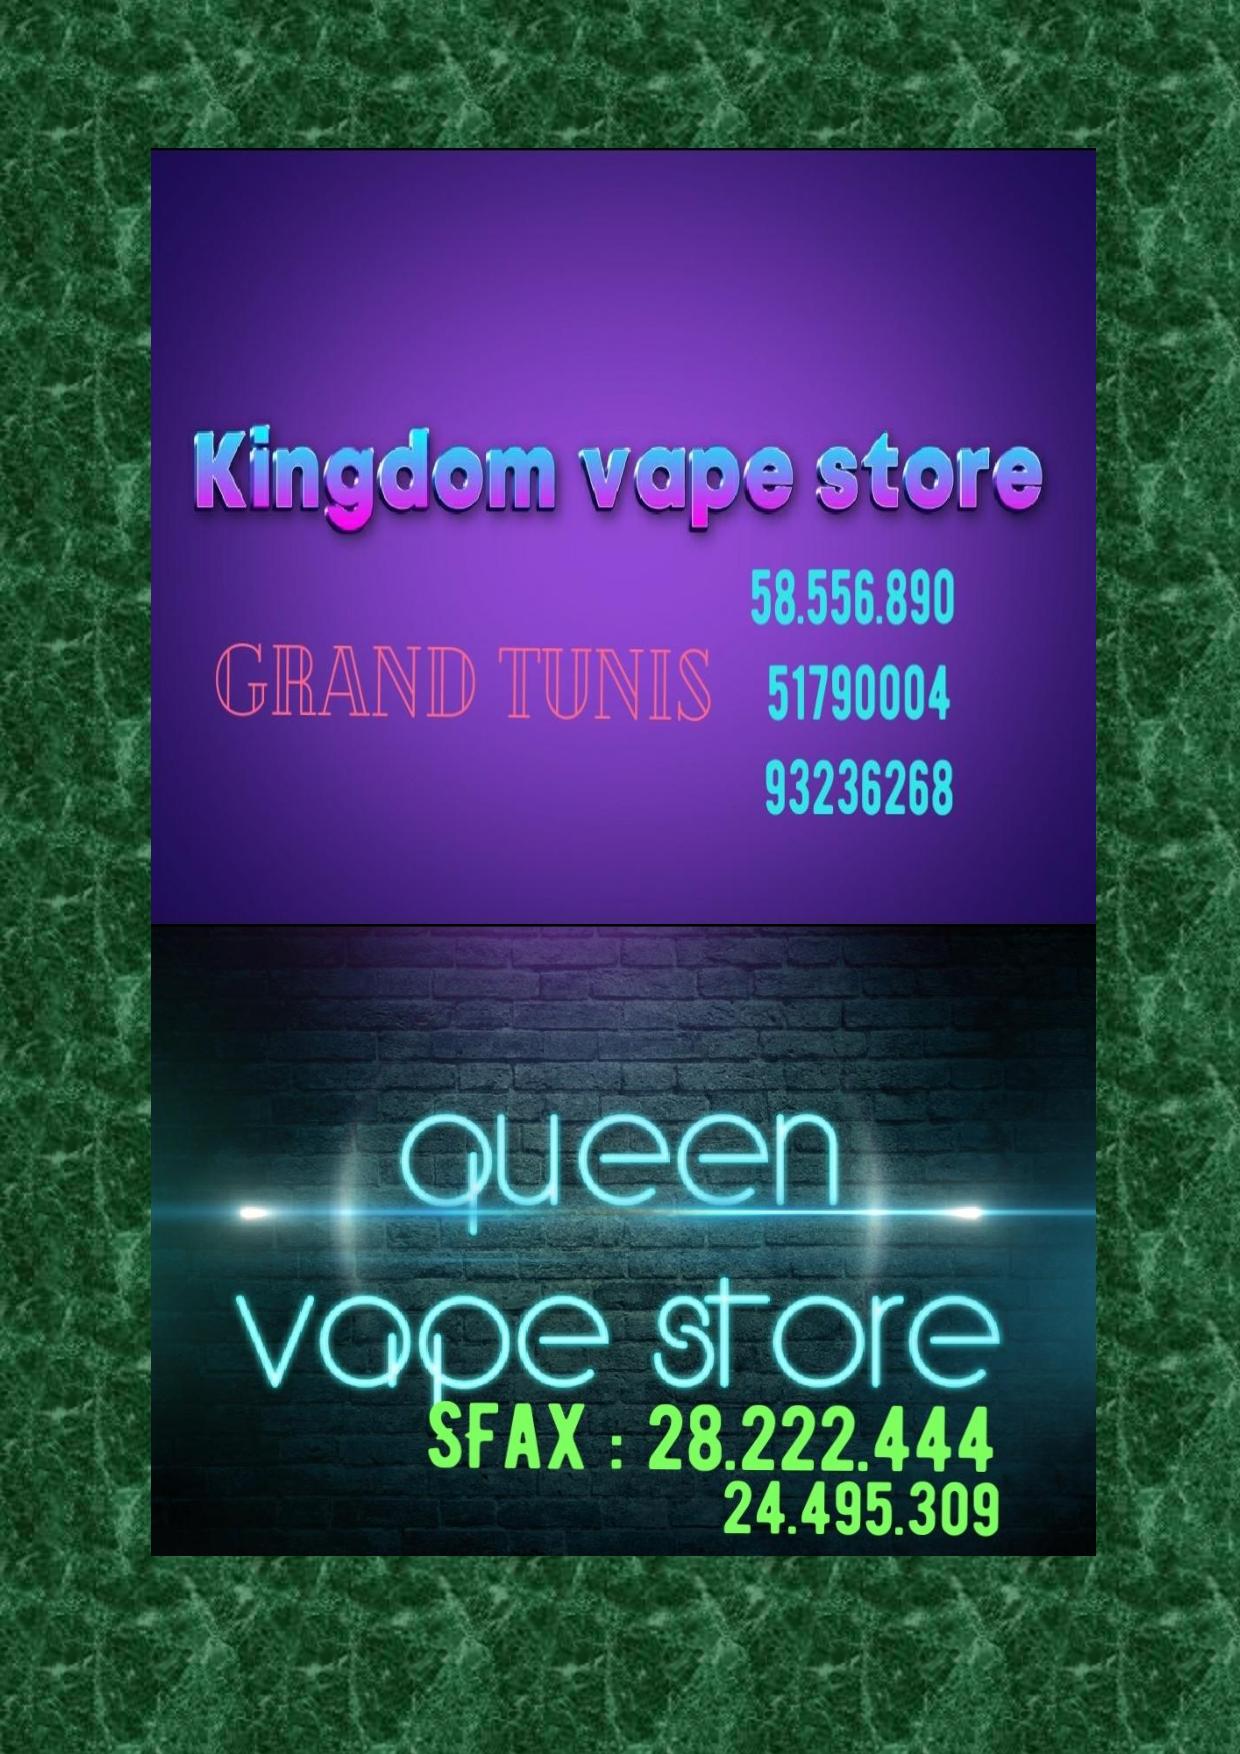 Kingdom vape store
58.556.890
GRAND TUNIS
51790004
93236268
queen
vape store
SFAX : 28.222.444
24.495.309